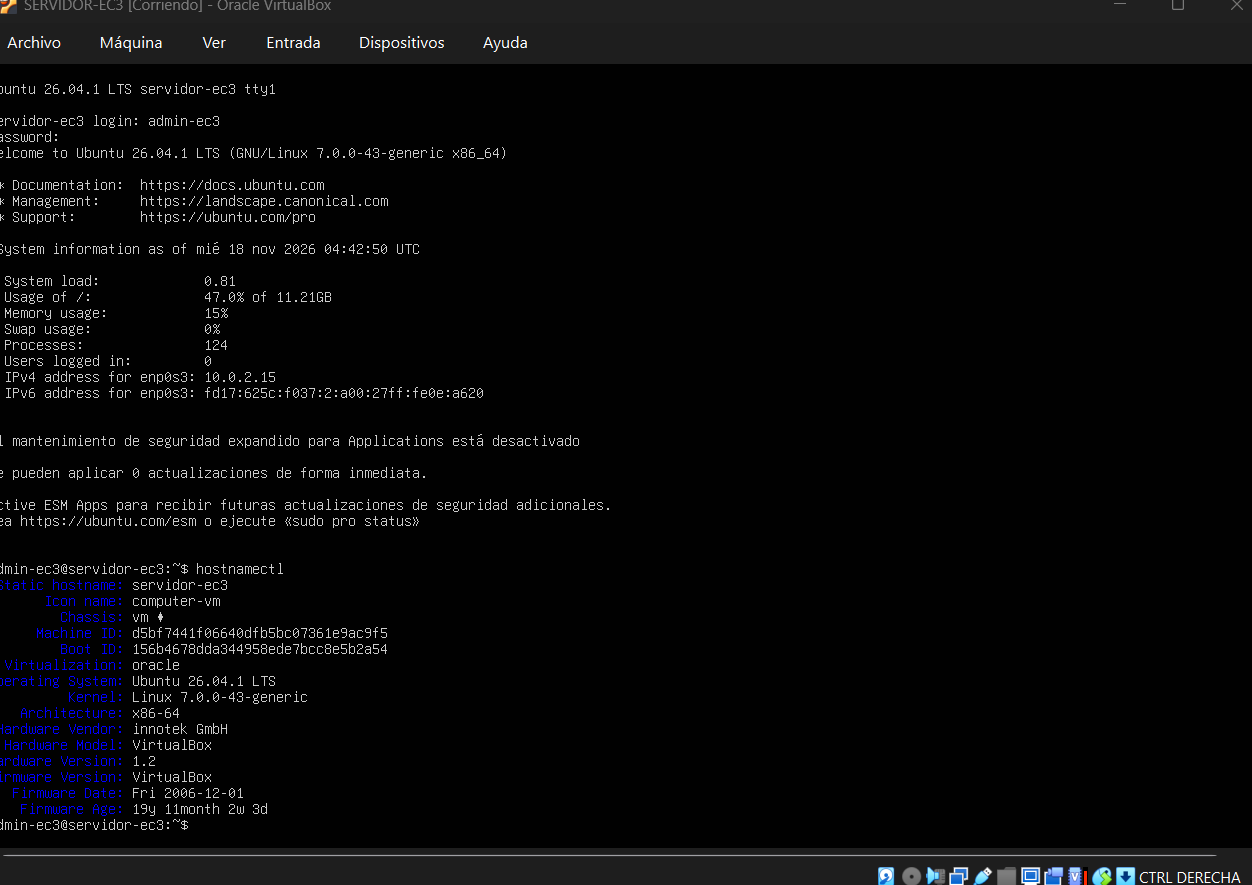 SERVIDOR-EC3 [Corriendo] - Oracle VirtualBox
Archivo Máquina Ver Entrada Dispositivos Ayuda
buntu 26.04.1 LTS servidor-ec3 tty1
ervidor-ec3 login: admin-ec3
assword:
elcome to Ubuntu 26.04.1 LTS (GNU/Linux 7.0.0-43-generic x86_64)
* Documentation: https://docs.ubuntu.com
* Management: https://landscape.canonical.com
* Support: https://ubuntu.com/pro
System information as of mié 18 nov 2026 04:42:50 UTC
System load: 0.81
Usage of /: 47.0% of 11.21GB
Memory usage: 15%
Swap usage: 0%
Processes: 124
Users logged in: 0
IPv4 address for enp0s3: 10.0.2.15
IPv6 address for enp0s3: fd17:625c:f037:2:a00:27ff:fe0e:a620
l mantenimiento de seguridad expandido para Applications está desactivado
e pueden aplicar 0 actualizaciones de forma inmediata.
ctive ESM Apps para recibir futuras actualizaciones de seguridad adicionales.
ea https://ubuntu.com/esm o ejecute «sudo pro status»
dmin-ec3@servidor-ec3:~$ hostnamectl
Static hostname: servidor-ec3
Icon name: computer-vm
Chassis: vm
Machine ID: d5bf7441f06640dfb5bc07361e9ac9f5
Boot ID: 156b4678dda344958ede7bcc8e5b2a54
Virtualization: oracle
perating System: Ubuntu 26.04.1 LTS
Kernel: Linux 7.0.0-43-generic
Architecture: x86-64
Hardware Vendor: innotek GmbH
Hardware Model: VirtualBox
ardware Version: 1.2
irmware Version: VirtualBox
Firmware Date: Fri 2006-12-01
Firmware Age: 19y 11month 2w 3d
dmin-ec3@servidor-ec3:~$
CTRL DERECHA